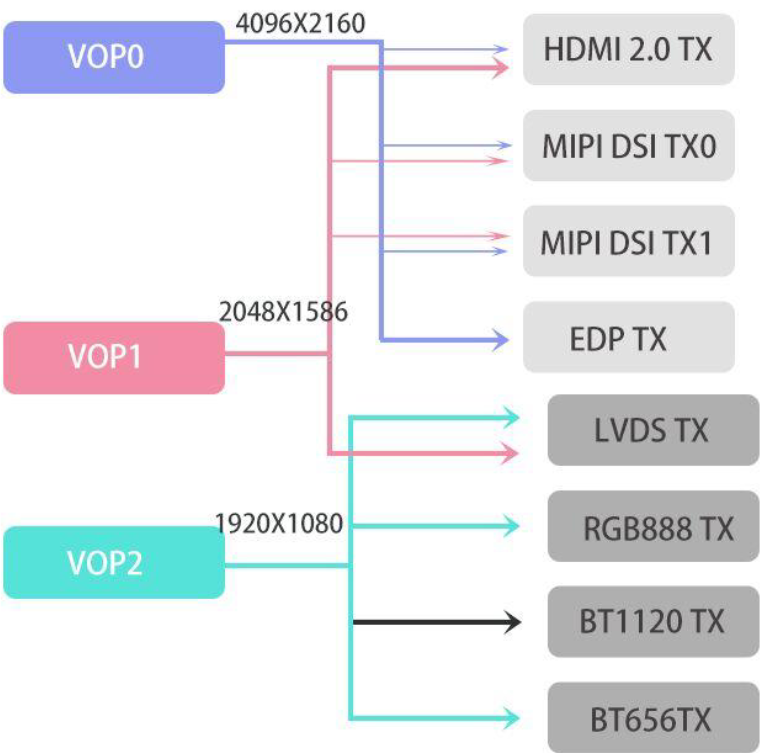 4096X2160
VOP0
HDMI 2.0 TX
MIPI DSI TX0
MIPI DSI TX1
2048X1586
VOP1
EDP TX
LVDS TX
1920X1080
VOP2
RGB888 TX
BT1120 TX
BT656TX